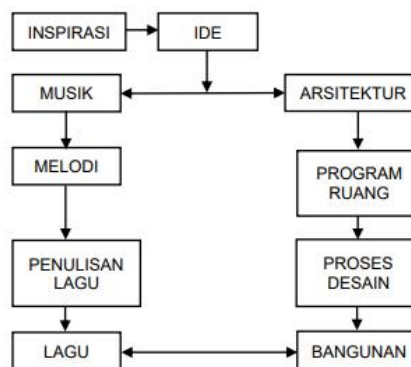 INSPIRASI
IDE
MUSIK
ARSITEKTUR
MELODI
PROGRAM
RUANG
PENULISAN
LAGU
PROSES
DESAIN
LAGU
BANGUNAN